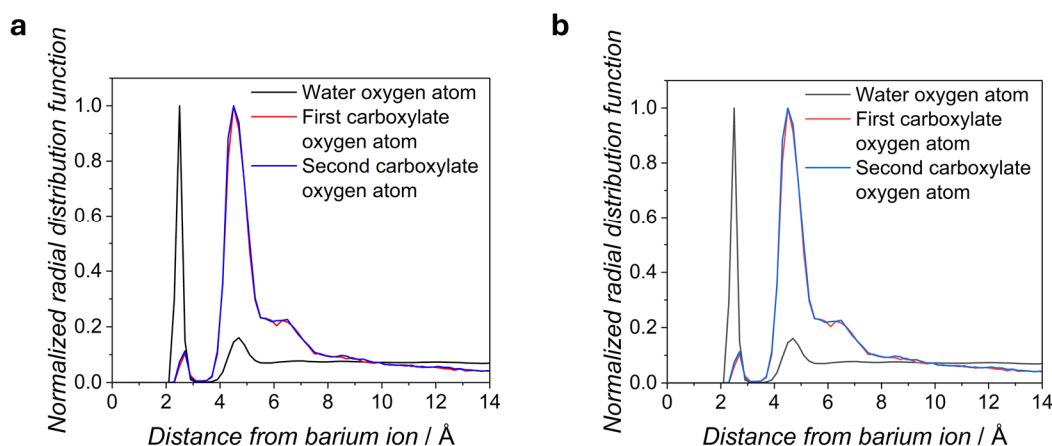 a
Normalized radial distribution function
1.0
0.8
0.6
0.4
0.2
0.0
Water oxygen atom
First carboxylate
oxygen atom
Second carboxylate
oxygen atom
0 2 4 6 8 10 12 14
Distance from barium ion / Å
b
Normalized radial distribution function
1.0
0.8
0.6
0.4
0.2
0.0
Water oxygen atom
First carboxylate
oxygen atom
Second carboxylate
oxygen atom
0 2 4 6 8 10 12 14
Distance from barium ion / Å